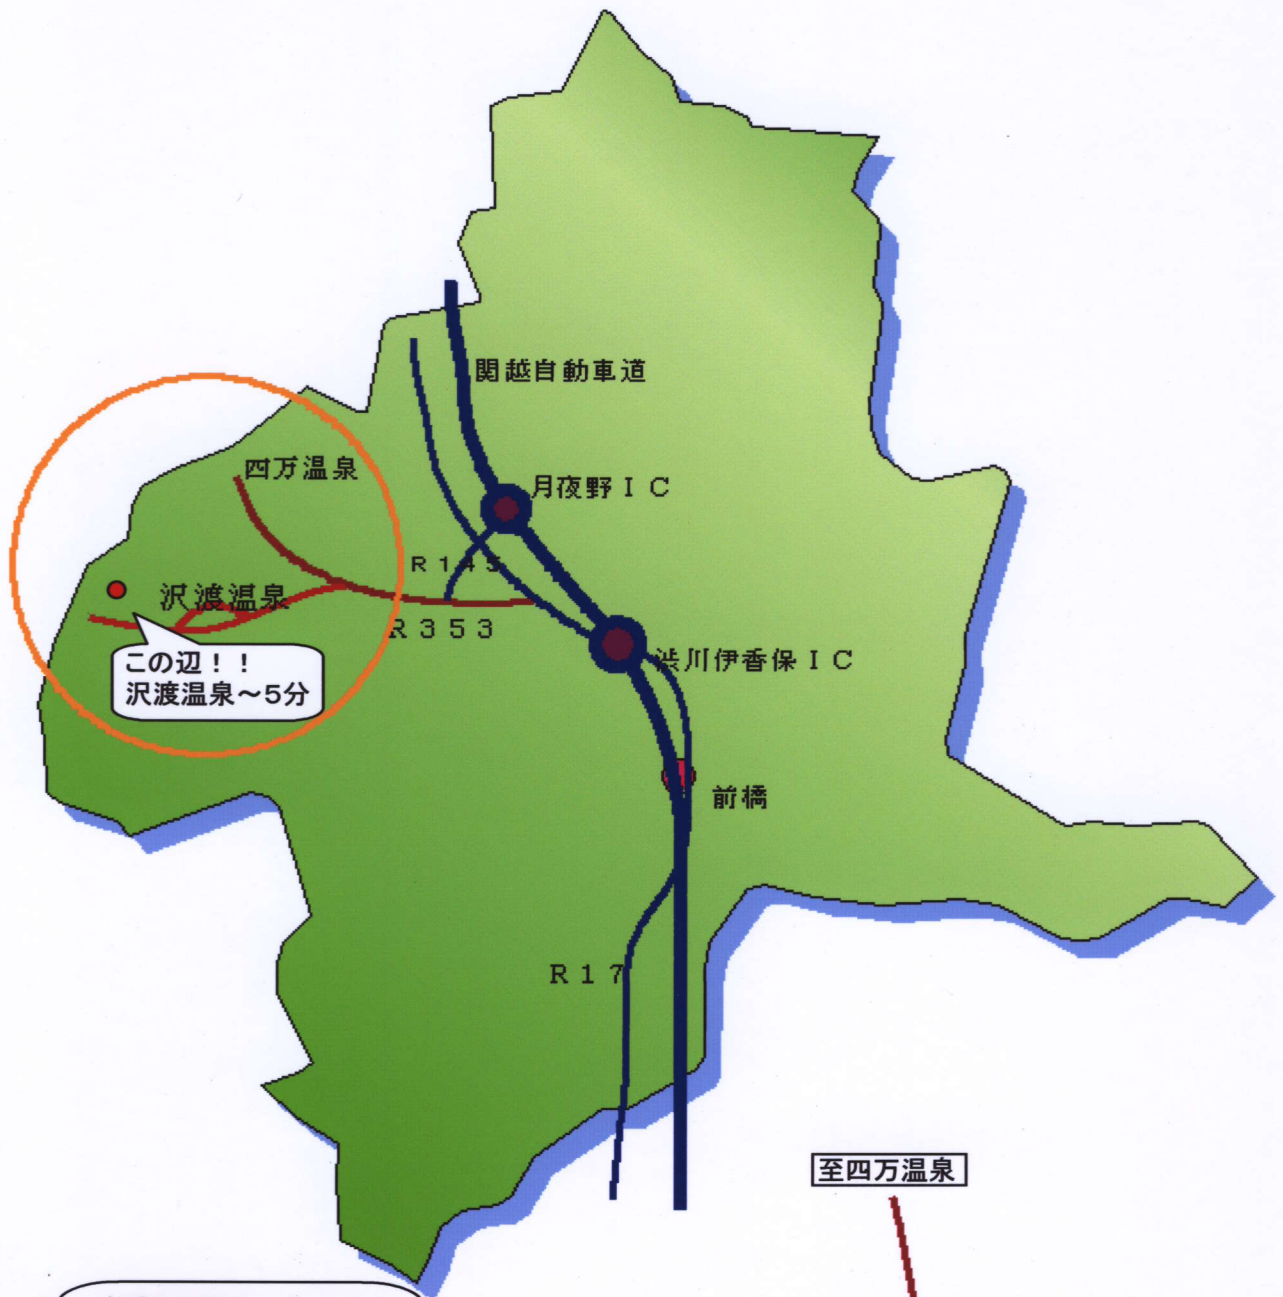 関越自動車道
四万温泉
月夜野ＩＣ
Ｒ１４５
沢渡温泉
Ｒ３５３
この辺！！
沢渡温泉～5分
渋川伊香保ＩＣ
前橋
Ｒ１７
至四万温泉